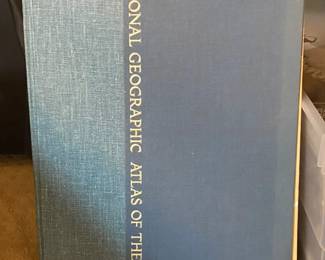 ONAL GEOGRAPHIC ATLAS OF THE